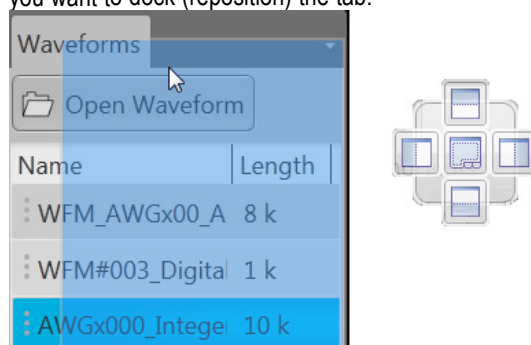 you want to dock (reposition) the tab.
Waveforms
Open Waveform
Name Length
WFM_AWGx00_A 8 k
WFM#003_Digital 1 k
AWGx000_Intege 10 k